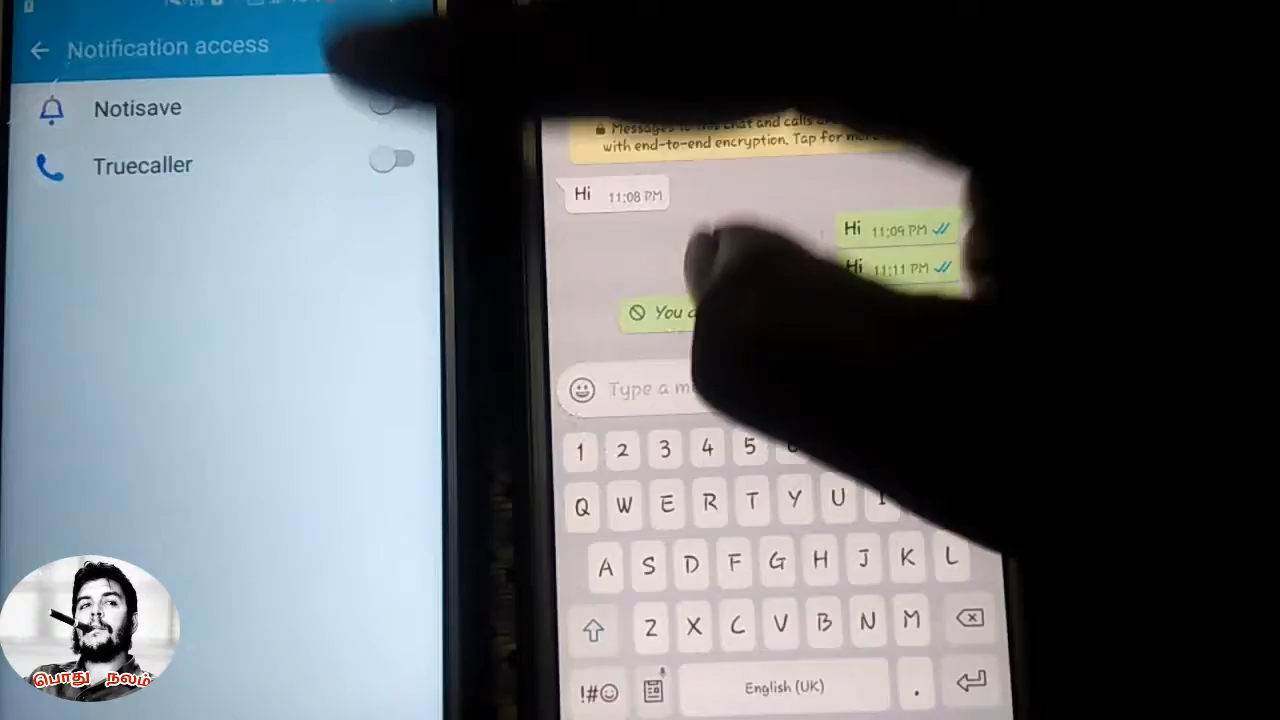 Notification access
Notisave
Truecaller
Messages to this chat and calls are
with end-to-end encryption. Tap for more
Hi 11:08 PM
Hi 11:09 PM
Hi 11:11 PM
You
Type a
1 2 3 4 5
Q W E R T Y U I
A S D F G H J K L
Z X C V B N M
!#☺ English (UK) .
பொது நலம்